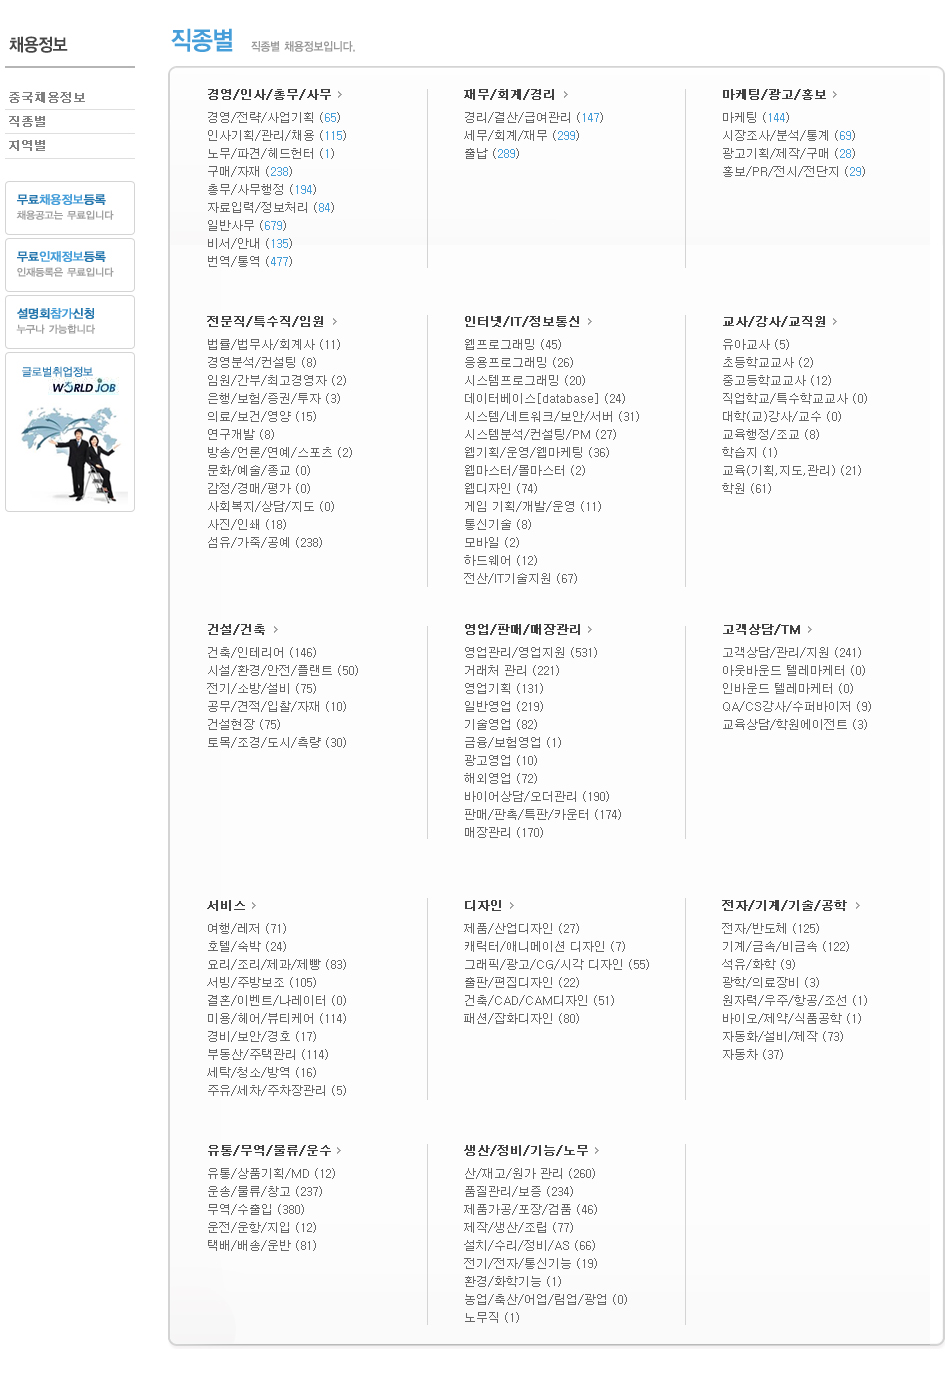 채용정보
중국채용정보
직종별
지역별
무료채용정보등록
채용공고는 무료입니다
무료인재정보등록
인재등록은 무료입니다
설명회참가신청
누구나 가능합니다
글로벌취업정보
WORLD JOB
직종별 직종별 채용정보입니다.
경영/인사/총무/사무
경영/전략/사업기획 (65)
인사기획/관리/채용 (115)
노무/파견/헤드헌터 (1)
구매/자재 (238)
총무/사무행정 (194)
자료입력/정보처리 (84)
일반사무 (679)
비서/안내 (135)
번역/통역 (477)
재무/회계/경리
경리/결산/급여관리 (147)
세무/회계/재무 (299)
출납 (289)
마케팅/광고/홍보
마케팅 (144)
시장조사/분석/통계 (69)
광고기획/제작/구매 (28)
홍보/PR/전시/전단지 (29)
전문직/특수직/임원
법률/법무사/회계사 (11)
경영분석/컨설팅 (8)
임원/간부/최고경영자 (2)
은행/보험/증권/투자 (3)
의료/보건/영양 (15)
연구개발 (8)
방송/언론/연예/스포츠 (2)
문화/예술/종교 (0)
감정/경매/평가 (0)
사회복지/상담/지도 (0)
사진/인쇄 (18)
섬유/가죽/공예 (238)
인터넷/IT/정보통신
웹프로그래밍 (45)
응용프로그래밍 (26)
시스템프로그래밍 (20)
데이터베이스[database] (24)
시스템/네트워크/보안/서버 (31)
시스템분석/컨설팅/PM (27)
웹기획/운영/웹마케팅 (36)
웹마스터/몰마스터 (2)
웹디자인 (74)
게임 기획/개발/운영 (11)
통신기술 (8)
모바일 (2)
하드웨어 (12)
전산/IT기술지원 (67)
교사/강사/교직원
유아교사 (5)
초등학교교사 (2)
중고등학교교사 (12)
직업학교/특수학교교사 (0)
대학(교)강사/교수 (0)
교육행정/조교 (8)
학습지 (1)
교육(기획,지도,관리) (21)
학원 (61)
건설/건축
건축/인테리어 (146)
시설/환경/안전/플랜트 (50)
전기/소방/설비 (75)
공무/견적/입찰/자재 (10)
건설현장 (75)
토목/조경/도시/측량 (30)
영업/판매/매장관리
영업관리/영업지원 (531)
거래처 관리 (221)
영업기획 (131)
일반영업 (219)
기술영업 (82)
금융/보험영업 (1)
광고영업 (10)
해외영업 (72)
바이어상담/오더관리 (190)
판매/판촉/특판/카운터 (174)
매장관리 (170)
고객상담/TM
고객상담/관리/지원 (241)
아웃바운드 텔레마케터 (0)
인바운드 텔레마케터 (0)
QA/CS강사/수퍼바이저 (9)
교육상담/학원에이전트 (3)
서비스
여행/레저 (71)
호텔/숙박 (24)
요리/조리/제과/제빵 (83)
서빙/주방보조 (105)
결혼/이벤트/나레이터 (0)
미용/헤어/뷰티케어 (114)
경비/보안/경호 (17)
부동산/주택관리 (114)
세탁/청소/방역 (16)
주유/세차/주차장관리 (5)
디자인
제품/산업디자인 (27)
캐릭터/애니메이션 디자인 (7)
그래픽/광고/CG/시각 디자인 (55)
출판/편집디자인 (22)
건축/CAD/CAM디자인 (51)
패션/잡화디자인 (80)
전자/기계/기술/공학
전자/반도체 (125)
기계/금속/비금속 (122)
석유/화학 (9)
광학/의료장비 (3)
원자력/우주/항공/조선 (1)
바이오/제약/식품공학 (1)
자동화/설비/제작 (73)
자동차 (37)
유통/무역/물류/운수
유통/상품기획/MD (12)
운송/물류/창고 (237)
무역/수출입 (380)
운전/운항/지입 (12)
택배/배송/운반 (81)
생산/정비/기능/노무
산/재고/원가 관리 (260)
품질관리/보증 (234)
제품가공/포장/검품 (46)
제작/생산/조립 (77)
설치/수리/정비/AS (66)
전기/전자/통신기능 (19)
환경/화학기능 (1)
농업/축산/어업/림업/광업 (0)
노무직 (1)